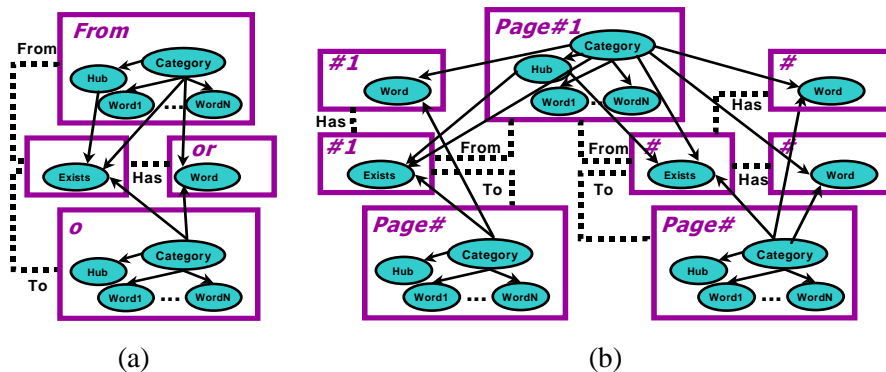 From
From
Category
Hub
Word1
...
WordN
or
Exists
Has
Word
o
Category
Hub
To
Word1
...
WordN
(a)
Page#1
#1
Category
#
Hub
Word
Word
Has
Word1
...
WordN
Has
#1
From
From
#
#
Exists
To
To
Exists
Has
Word
Page#
Page#
Category
Category
Hub
Hub
Word1
...
WordN
Word1
...
WordN
(b)